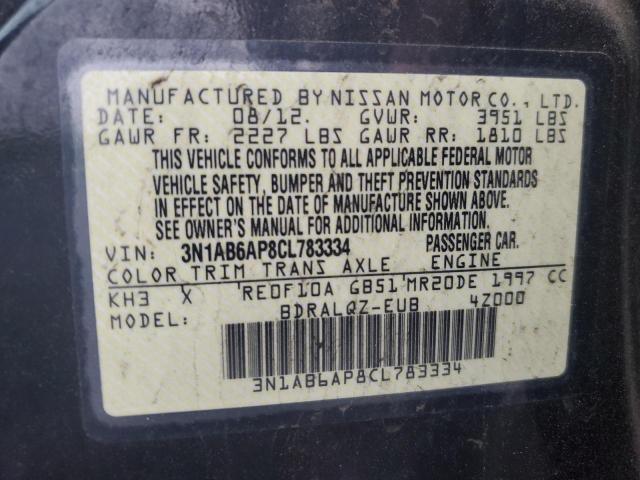 MANUFACTURED BY NISSAN MOTOR CO., LTD.
DATE: 08/12. GVWR: 3951 LBS
GAWR FR: 2227 LBS GAWR RR: 1810 LBS
THIS VEHICLE CONFORMS TO ALL APPLICABLE FEDERAL MOTOR
VEHICLE SAFETY, BUMPER AND THEFT PREVENTION STANDARDS
IN EFFECT ON THE DATE OF MANUFACTURE SHOWN ABOVE.
SEE OWNER'S MANUAL FOR ADDITIONAL INFORMATION.
VIN: 3N1AB6AP8CL783334 PASSENGER CAR.
COLOR TRIM TRANS AXLE ENGINE
KH3 X 'RE0F10A GB51'MR20DE 1997 CC
MODEL: BDRALQZ-EUB 4Z000
3N1AB6AP8CL783334